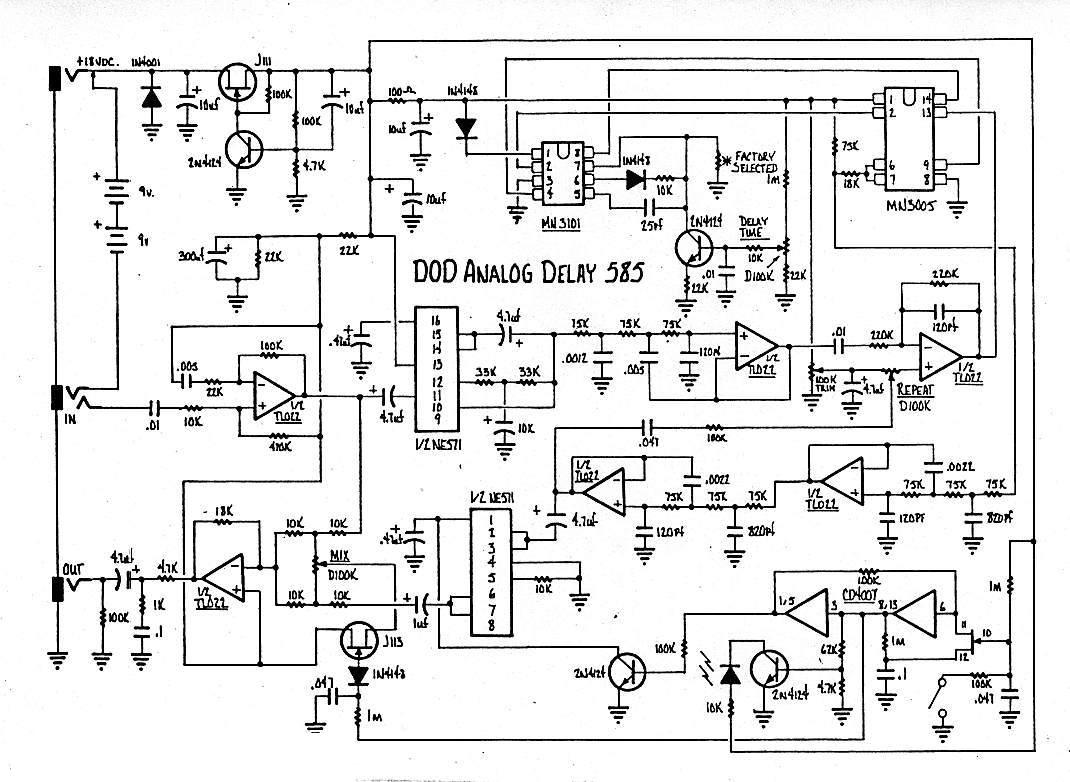 +18VDC.
1N4001
J111
10uf
100K
100K
10uf
2N4124
4.7K
9v.
9v
100Ω
10uf
1N4148
10uf
300uf
22K
22K
1
2
3
4
8
7
6
5
MN3101
1N4148
10K
25pf
* FACTORY
SELECTED
1M
2N4124
DELAY
TIME
10K
.01
22K
D100K
22K
1
2
6
7
14
13
9
8
MN3005
75K
18K
DOD ANALOG DELAY 585
100K
.005
22K
1/2
TL022
IN
.01
10K
470K
.47uf
4.7uf
16
15
14
13
12
11
10
9
1/2 NE571
4.7uf
33K
33K
10K
75K
75K
75K
.0012
.005
120pf
1/2
TL022
.01
220K
220K
120pf
1/2
TL022
100K
TRIM
4.7uf
REPEAT
D100K
.047
100K
1/2
TL022
.0022
75K
75K
75K
120pf
820pf
4.7uf
1/2
TL022
.0022
75K
75K
75K
120pf
820pf
18K
10K
10K
MIX
D100K
10K
10K
1/2
TL022
OUT
4.7uf
4.7K
100K
1K
.1
.47uf
1/2 NE571
1
2
3
4
5
6
7
8
10K
1uf
J113
1N4148
.047
1M
2N4124
100K
10K
2N4124
100K
CD4007
1,5
3
8,13
6
62K
4.7K
1M
.1
11
10
12
1M
100K
.047